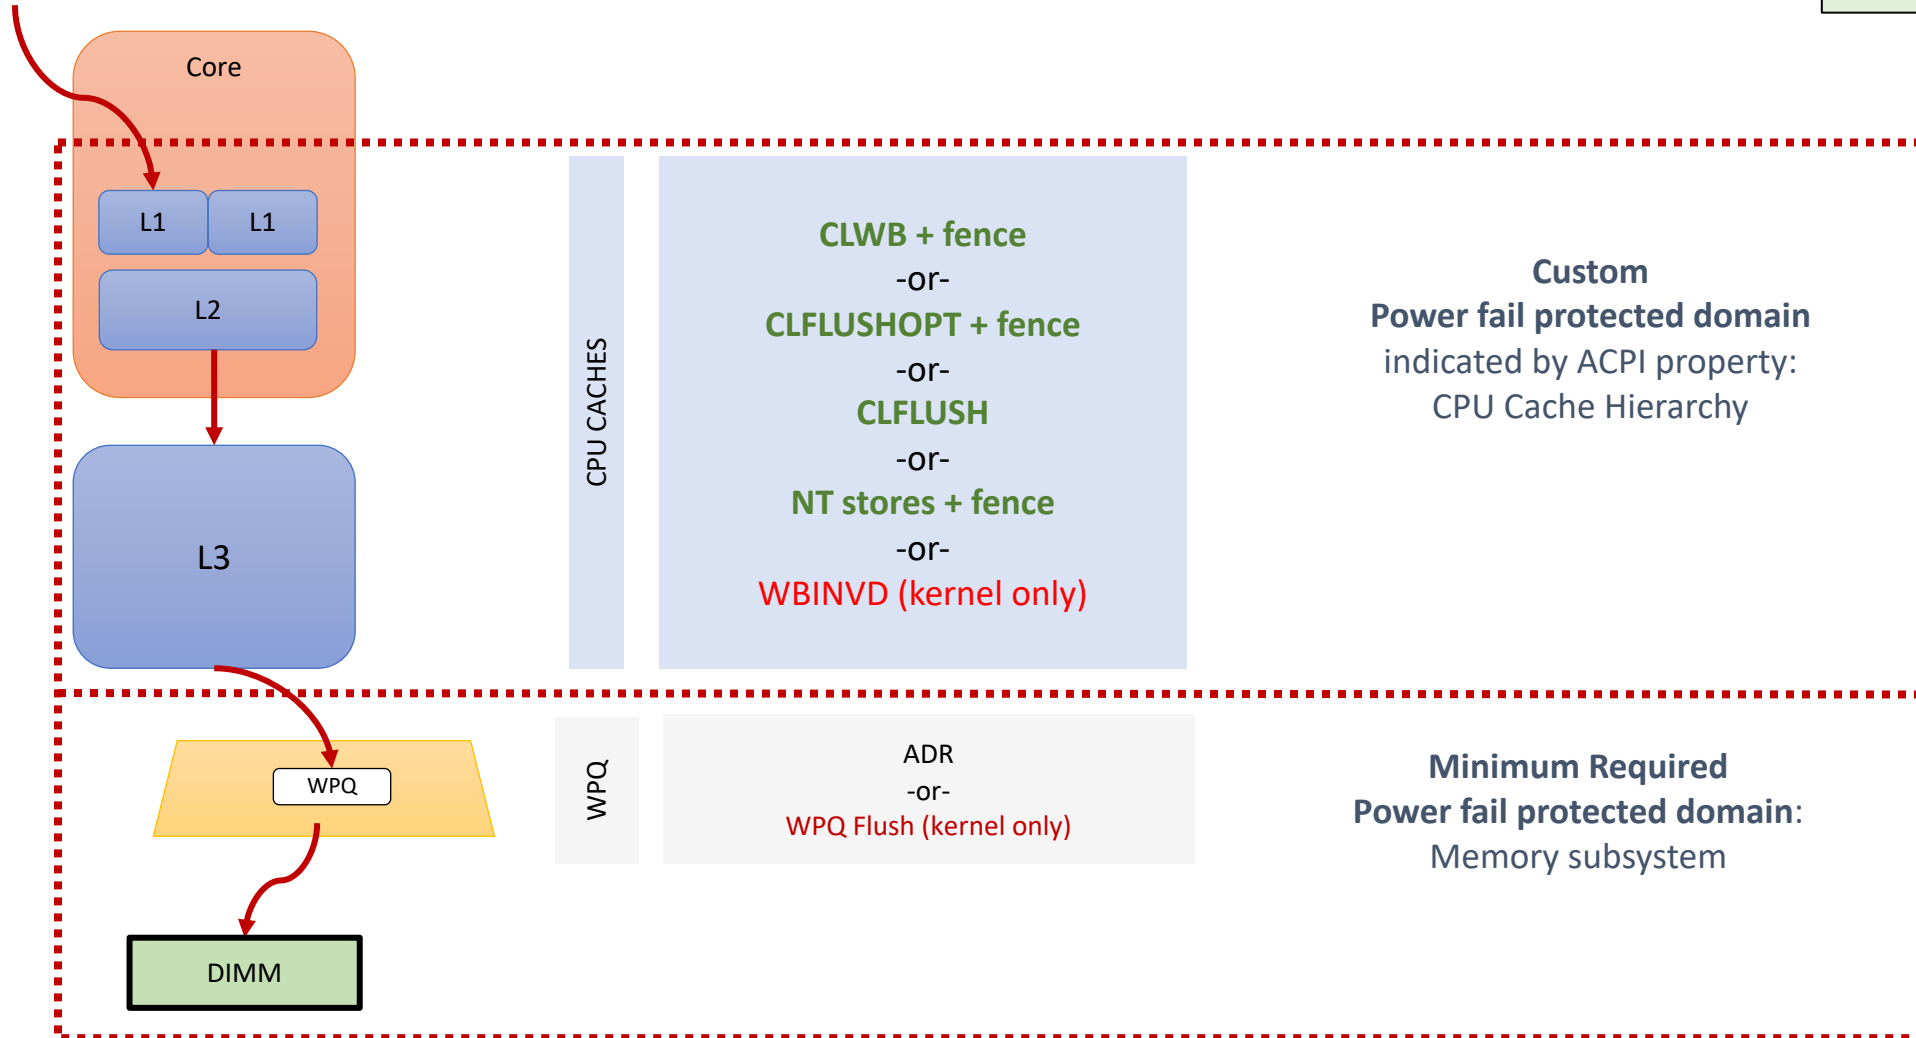 Core
L1
L1
L2
L3
CPU CACHES
CLWB + fence
-or-
CLFLUSHOPT + fence
-or-
CLFLUSH
-or-
NT stores + fence
-or-
WBINVD (kernel only)
Custom
Power fail protected domain
indicated by ACPI property:
CPU Cache Hierarchy
WPQ
WPQ
ADR
-or-
WPQ Flush (kernel only)
Minimum Required
Power fail protected domain:
Memory subsystem
DIMM